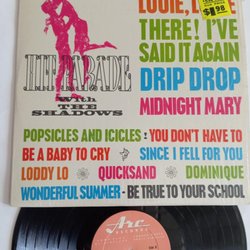 LOUIE,
$1.98
THERE! I'VE
SAID IT AGAIN
HIT PARADE
with
THE
SHADOWS
DRIP DROP
MIDNIGHT MARY
POPSICLES AND ICICLES : YOU DON'T HAVE TO
BE A BABY TO CRY - SINCE I FELL FOR YOU
LODDY LO QUICKSAND DOMINIQUE
WONDERFUL SUMMER - BE TRUE TO YOUR SCHOOL
Arc
RECORDS